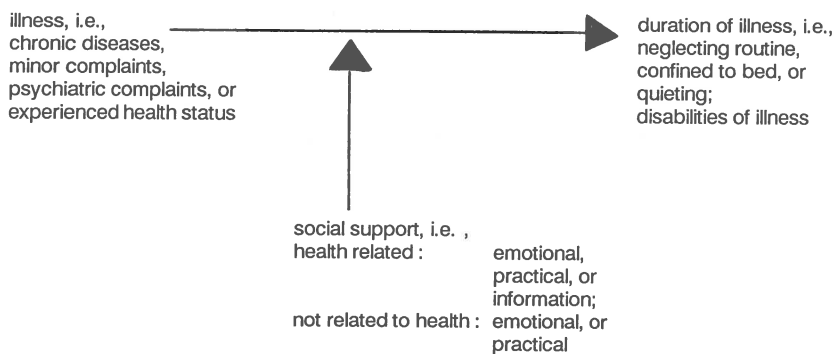 illness, i.e.,
chronic diseases,
minor complaints,
psychiatric complaints, or
experienced health status
duration of illness, i.e.,
neglecting routine,
confined to bed, or
quieting;
disabilities of illness
social support, i.e. ,
health related : emotional,
practical, or
information;
not related to health : emotional, or
practical